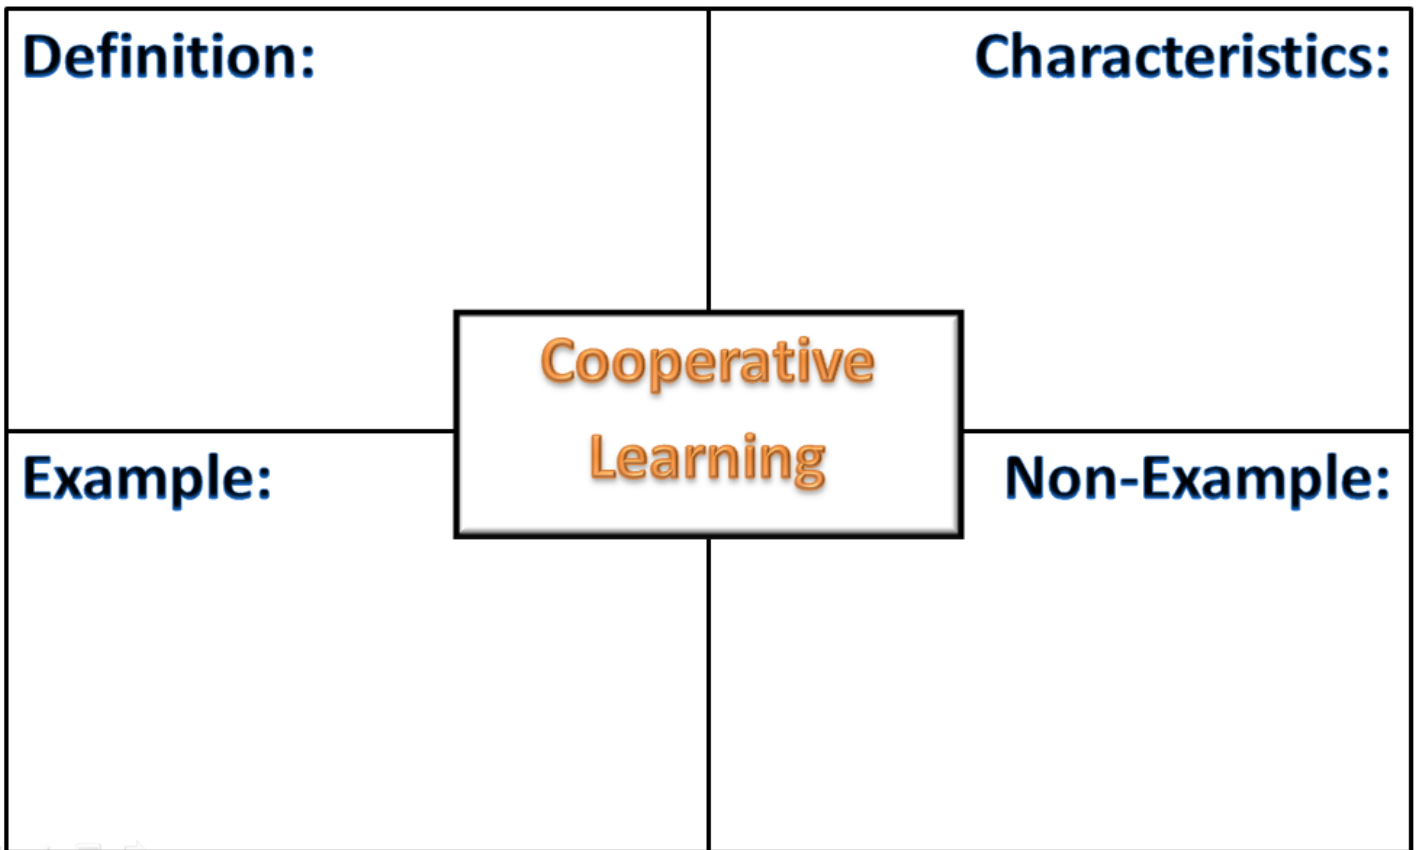 Definition:
Characteristics:
Cooperative
Learning
Example:
Non-Example: